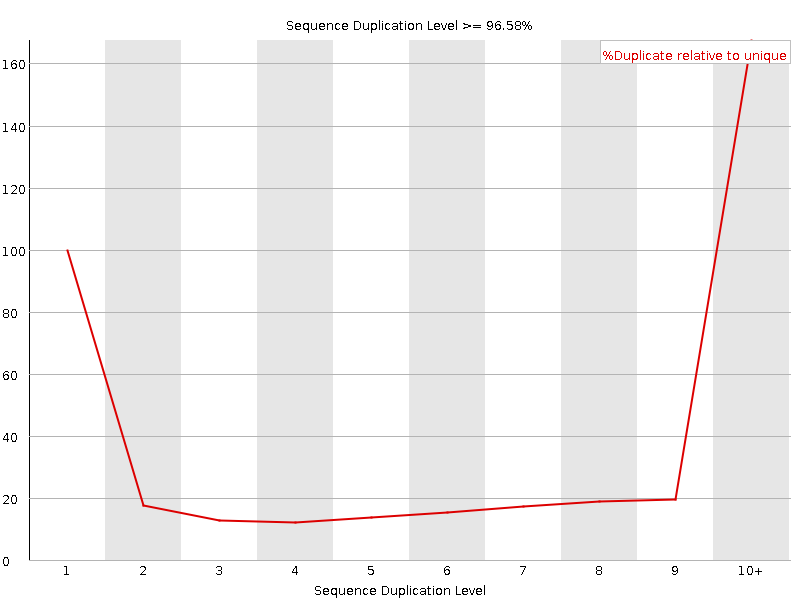 Sequence Duplication Level >= 96.58%
%Duplicate relative to unique
160
140
120
100
80
60
40
20
0
1 2 3 4 5 6 7 8 9 10+
Sequence Duplication Level